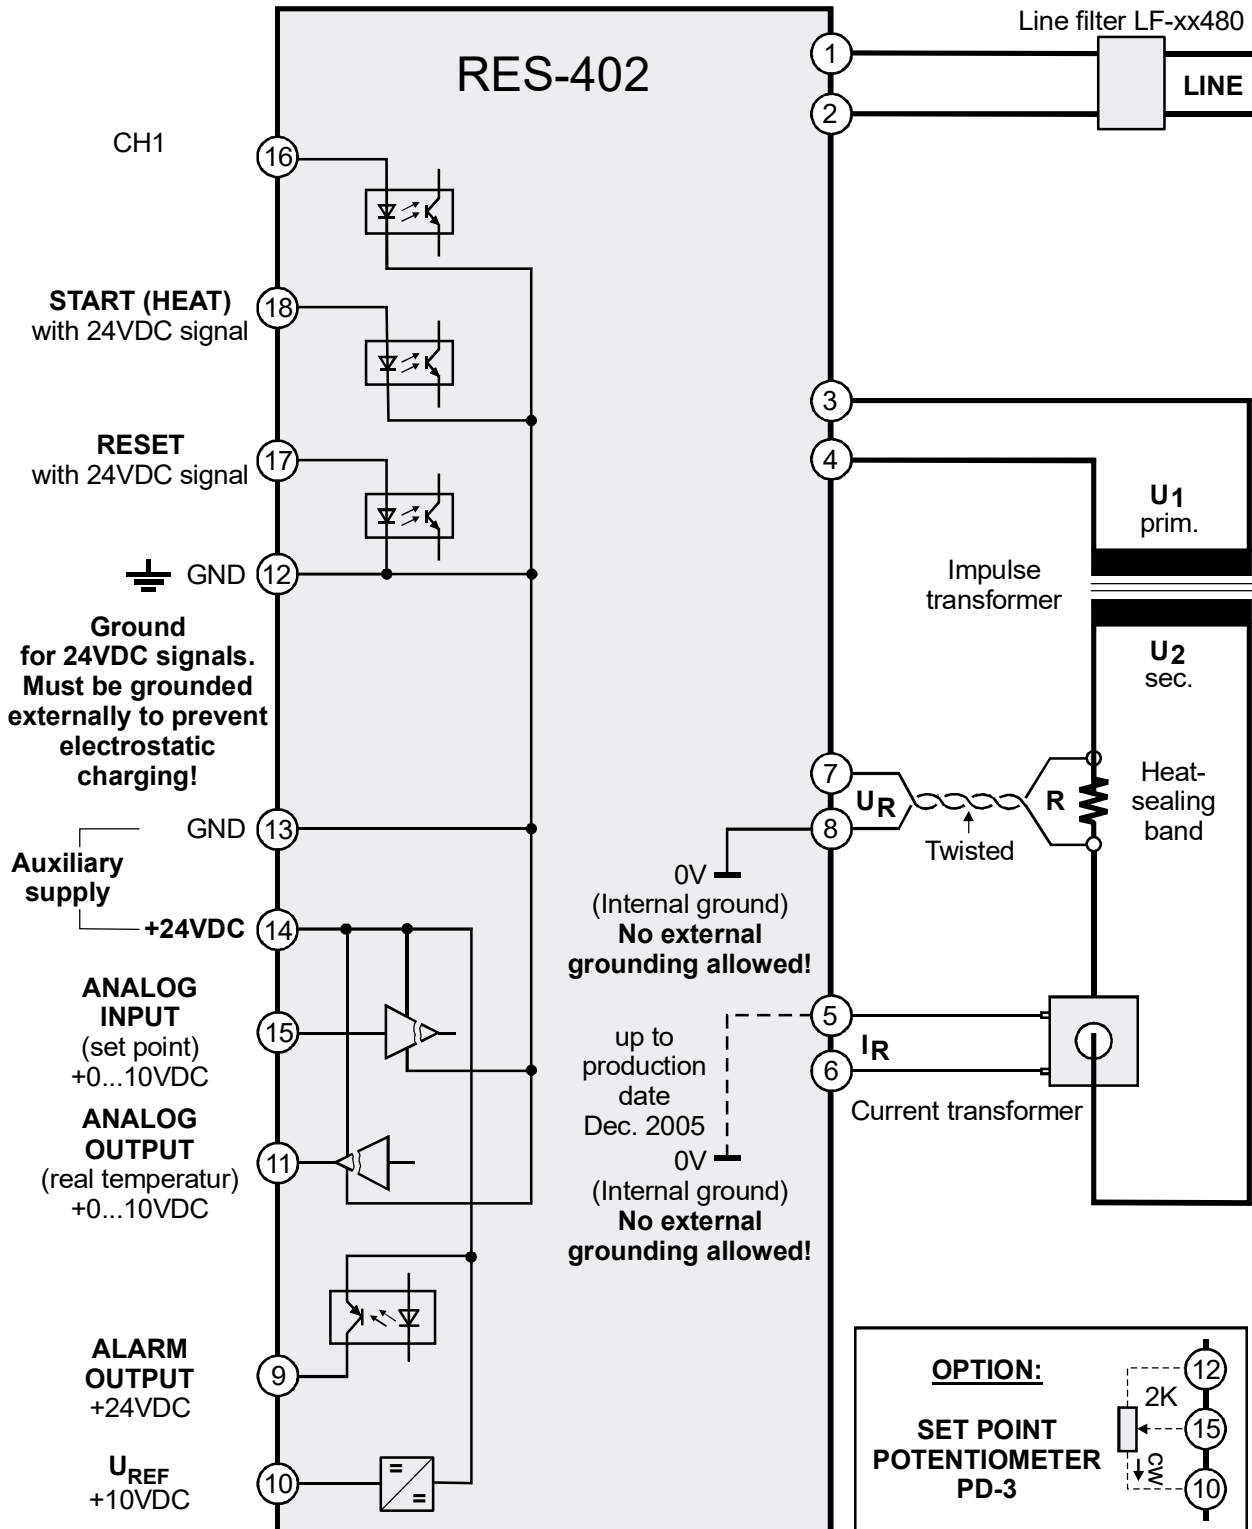 Line filter LF-xx480
RES-402
1
LINE
2
CH1
16
START (HEAT)
with 24VDC signal
18
RESET
with 24VDC signal
17
GND
12
Ground
for 24VDC signals.
Must be grounded
externally to prevent
electrostatic
charging!
GND
13
Auxiliary
supply
+24VDC
14
ANALOG
INPUT
(set point)
+0...10VDC
15
ANALOG
OUTPUT
(real temperatur)
+0...10VDC
11
ALARM
OUTPUT
+24VDC
9
UREF
+10VDC
10
3
4
U1
prim.
Impulse
transformer
U2
sec.
7
UR
8
Twisted
R
Heat-
sealing
band
0V
(Internal ground)
No external
grounding allowed!
5
IR
6
Current transformer
up to
production
date
Dec. 2005
0V
(Internal ground)
No external
grounding allowed!
OPTION:
SET POINT
POTENTIOMETER
PD-3
12
2K
15
CW
10